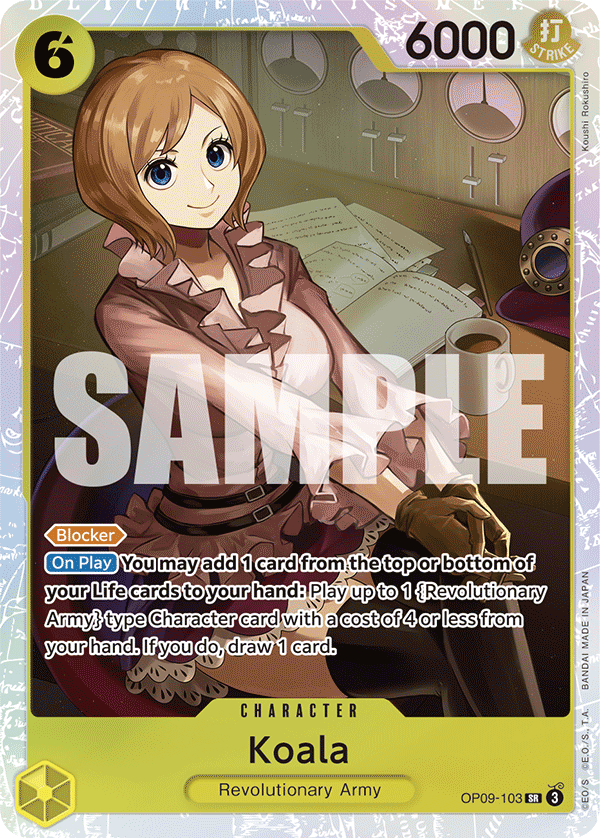 6
6000
打
STRIKE
Koushi Rokushiro
SAMPLE
Blocker
On Play You may add 1 card from the top or bottom of
your Life cards to your hand: Play up to 1 {Revolutionary
Army} type Character card with a cost of 4 or less from
your hand. If you do, draw 1 card.
CHARACTER
Koala
Revolutionary Army
OP09-103 SR 3
©E.O./S ©E.O./S., T.A. BANDAI MADE IN JAPAN